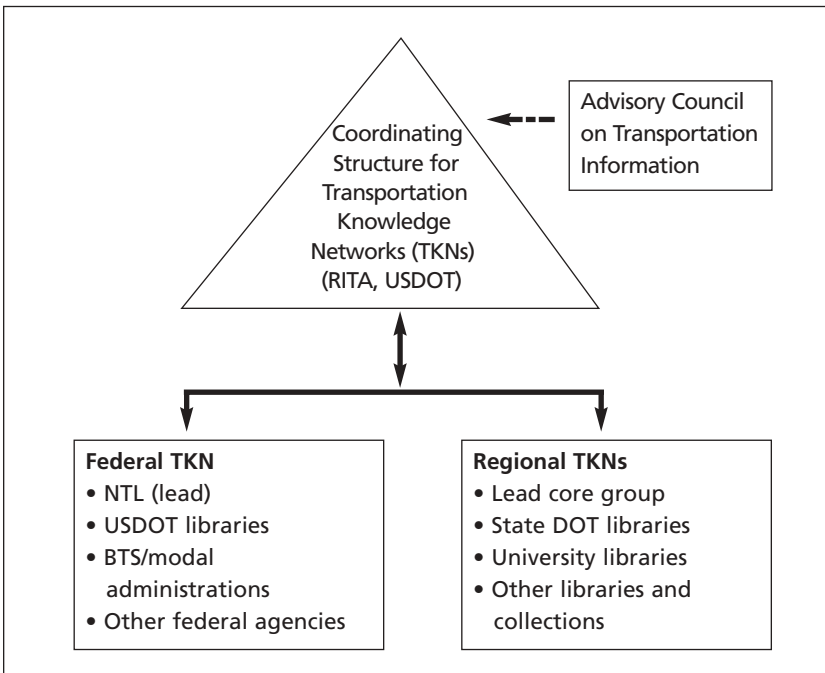 Coordinating
Structure for
Transportation
Knowledge
Networks (TKNs)
(RITA, USDOT)
Advisory Council
on Transportation
Information
Federal TKN
• NTL (lead)
• USDOT libraries
• BTS/modal
administrations
• Other federal agencies
Regional TKNs
• Lead core group
• State DOT libraries
• University libraries
• Other libraries and
collections